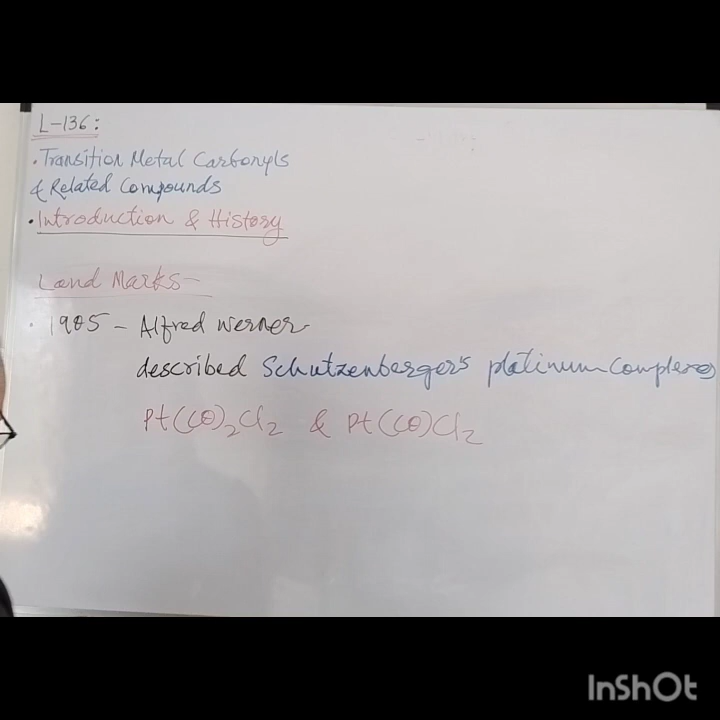 L-136:
• Transition Metal Carbonyls
& Related Compounds
• Introduction & History
Land Marks-
• 1905 - Alfred Werner
described Schutzenberger's platinum Complexes
Pt(CO)₂Cl₂ & Pt(CO)Cl₂
InShOt